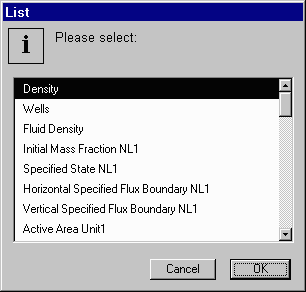 List
i
Please select:
Density
Wells
Fluid Density
Initial Mass Fraction NL1
Specified State NL1
Horizontal Specified Flux Boundary NL1
Vertical Specified Flux Boundary NL1
Active Area Unit1
Cancel
OK